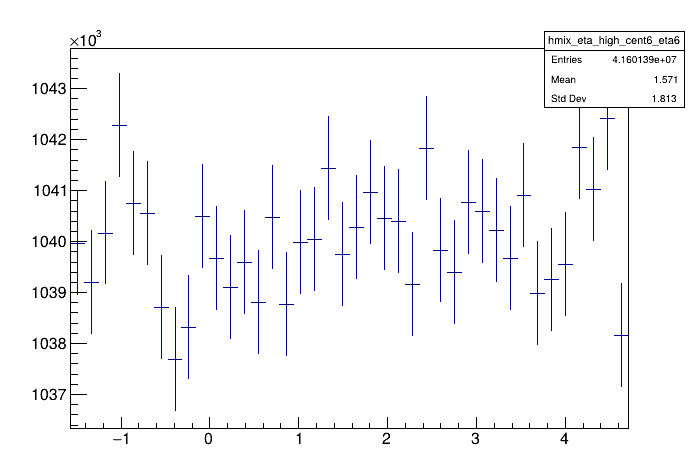 ×10³
hmix_eta_high_cent6_eta6
Entries 4.160139e+07
Mean 1.571
Std Dev 1.813
1043
1042
1041
1040
1039
1038
1037
−1 0 1 2 3 4